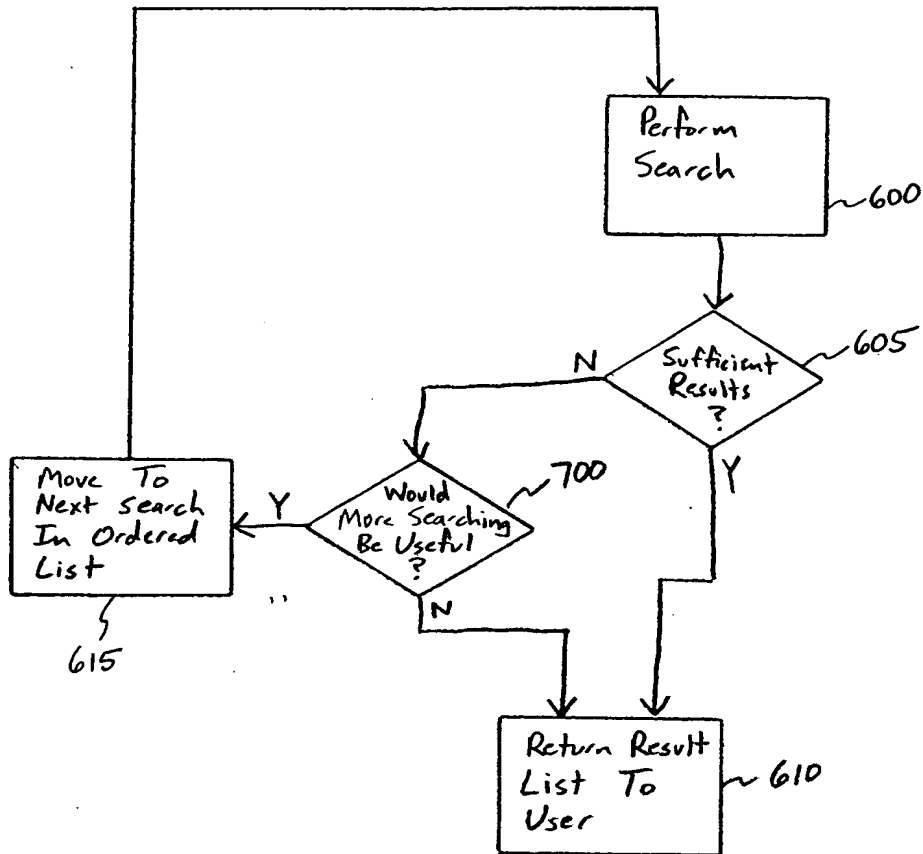 Perform
Search
600
605
Sufficient
Results
?
N
Y
700
Would
More Searching
Be Useful
?
Y
N
Move To
Next Search
In Ordered
List
615
Return Result
List To
User
610